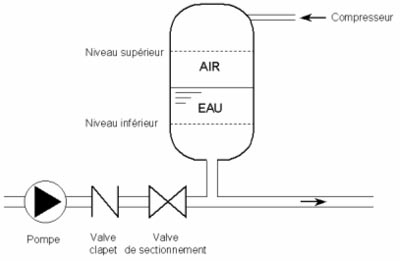 Compresseur
Niveau supérieur
AIR
EAU
Niveau inférieur
Pompe
Valve
clapet
Valve
de sectionnement